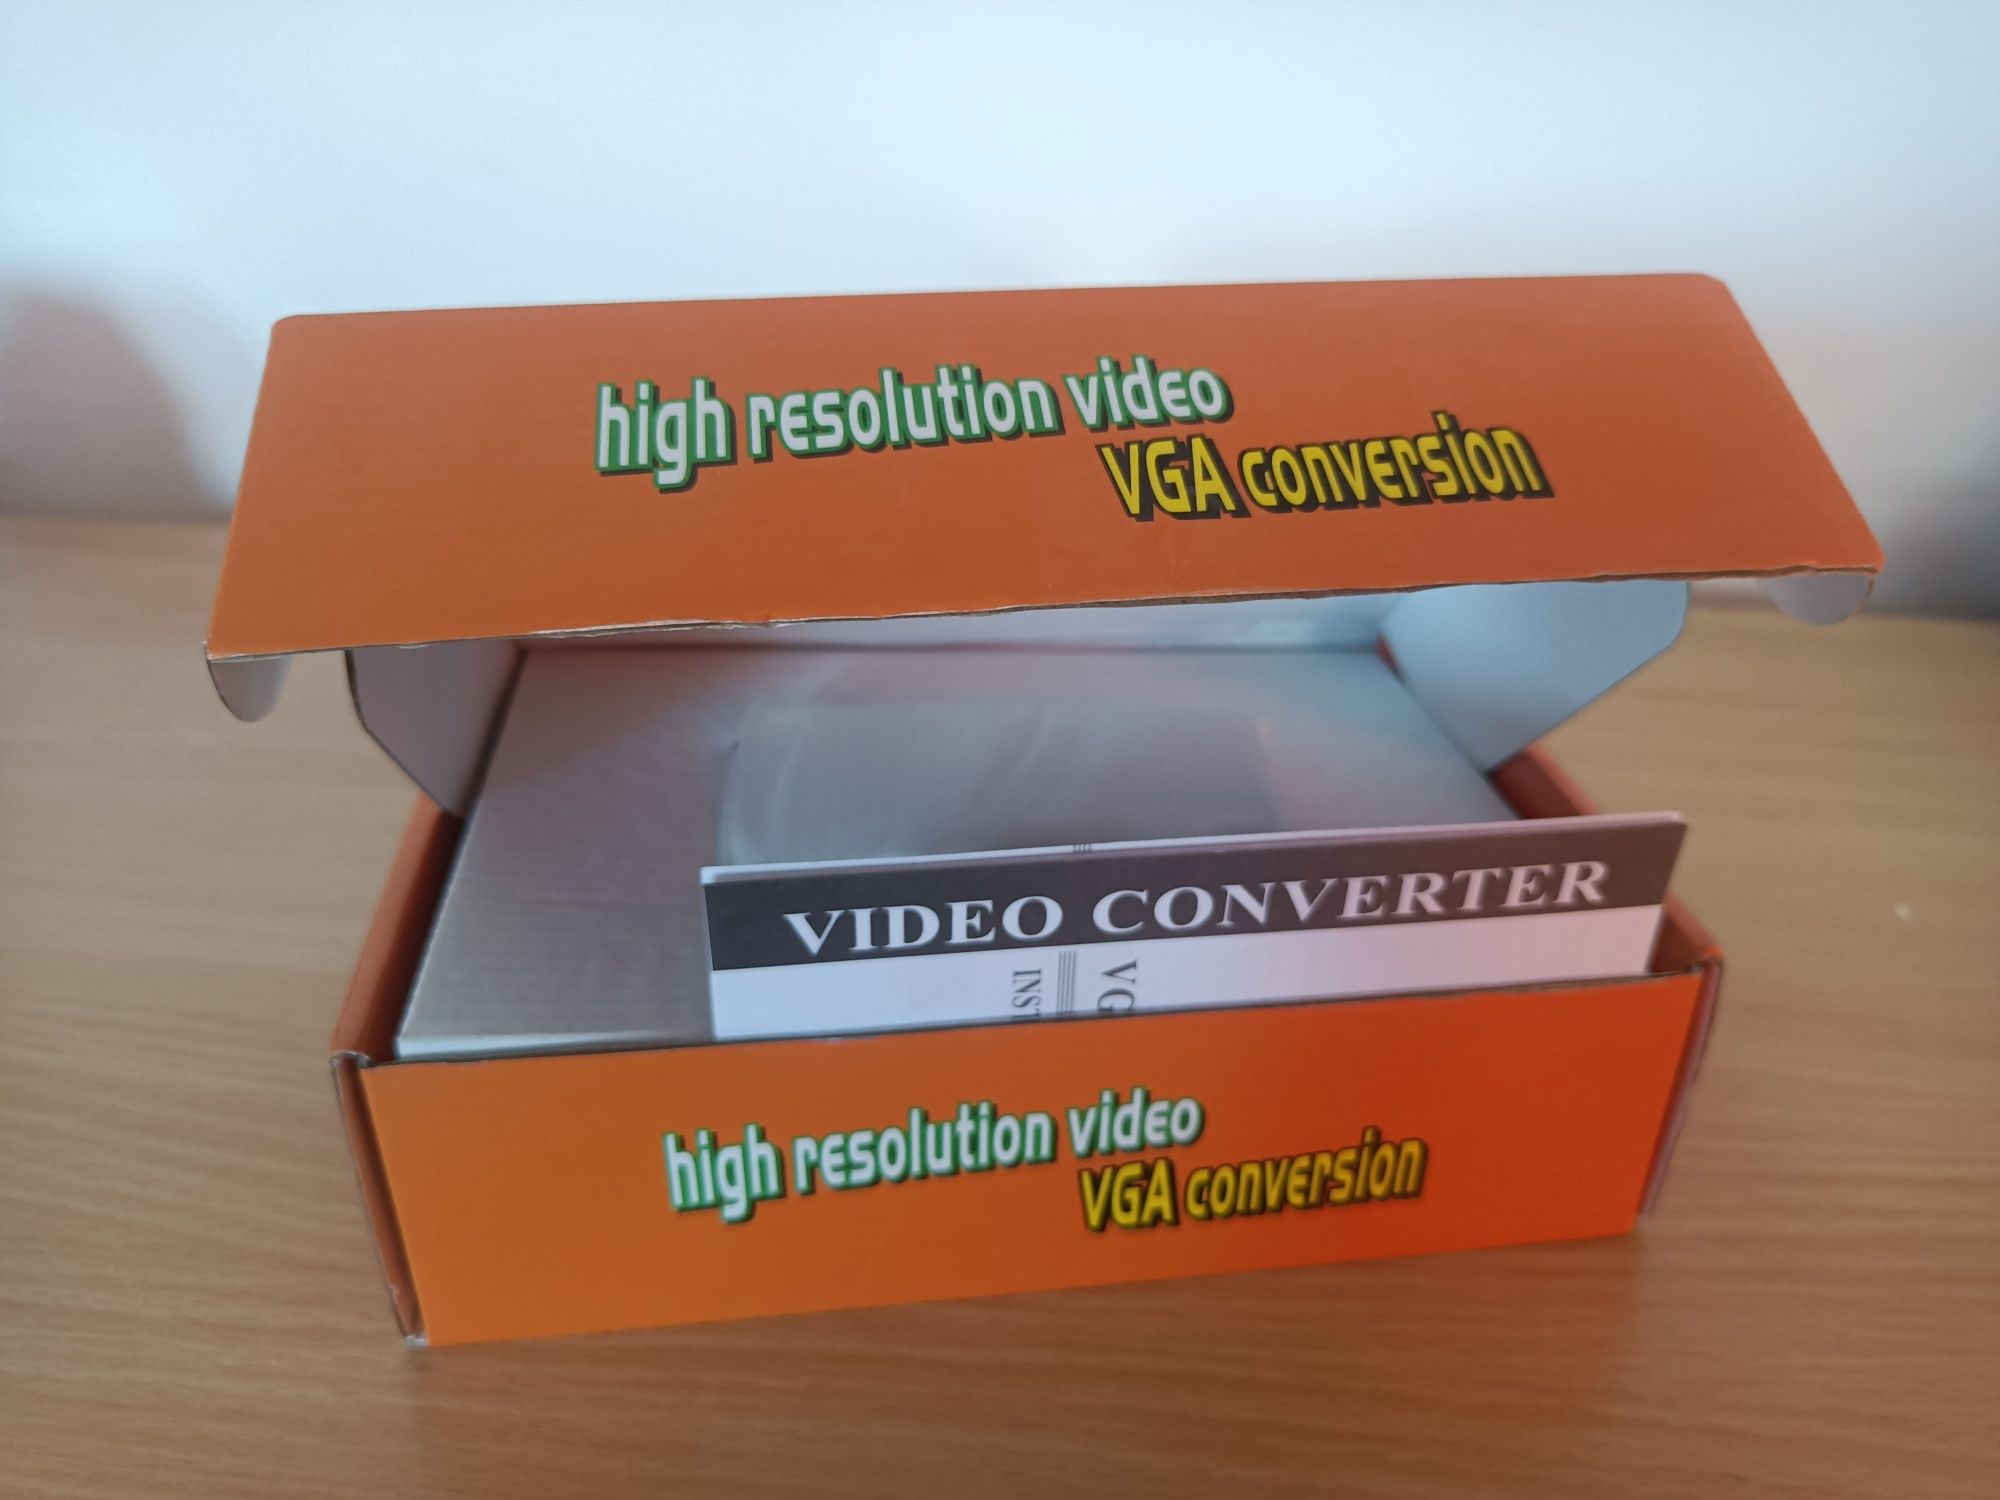 high resolution video
VGA conversion
VIDEO CONVERTER
high resolution video
VGA conversion